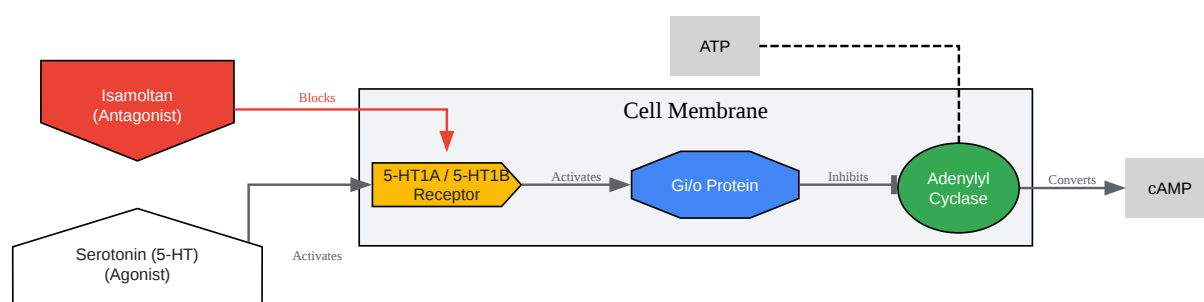 ATP
Isamoltan
(Antagonist)
Blocks
Cell Membrane
5-HT1A / 5-HT1B
Receptor
Activates
Gi/o Protein
Inhibits
Adenylyl
Cyclase
Converts
cAMP
Serotonin (5-HT)
(Agonist)
Activates